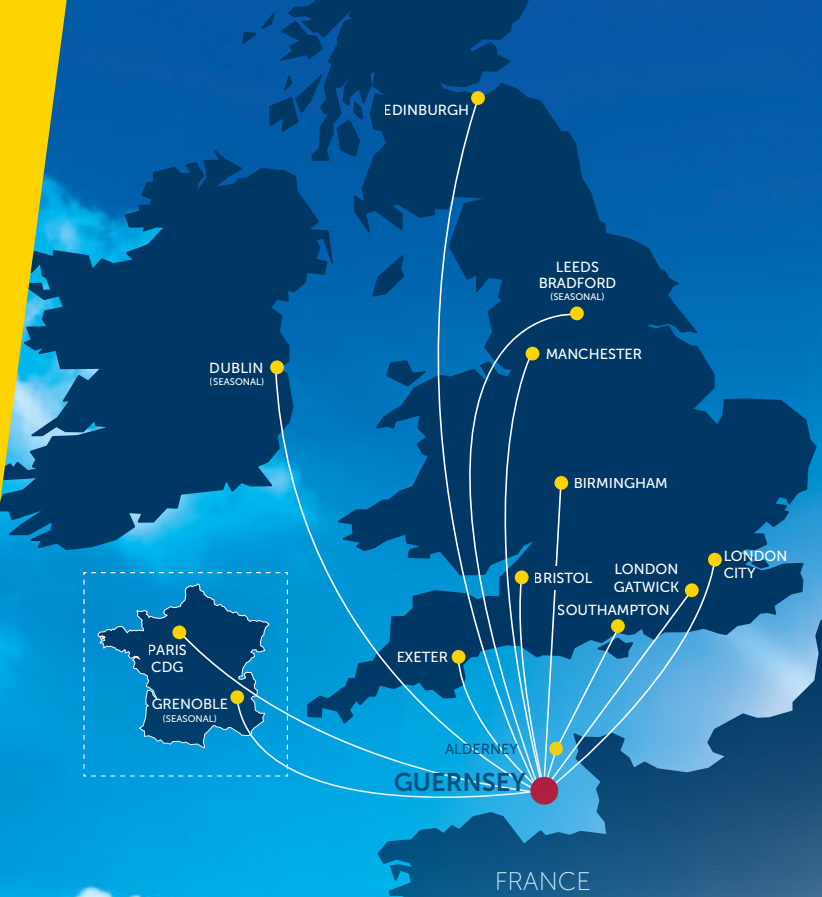 EDINBURGH
LEEDS
BRADFORD
(SEASONAL)
MANCHESTER
DUBLIN
(SEASONAL)
BIRMINGHAM
LONDON
CITY
LONDON
GATWICK
BRISTOL
SOUTHAMPTON
EXETER
PARIS
CDG
GRENOBLE
(SEASONAL)
ALDERNEY
GUERNSEY
FRANCE